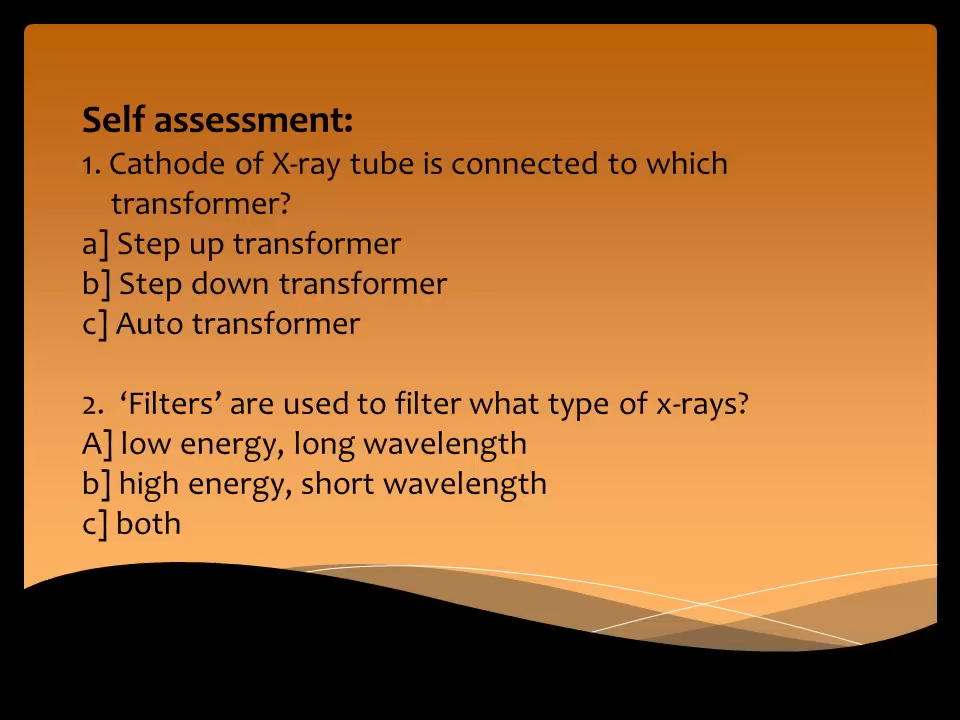 Self assessment:
1. Cathode of X-ray tube is connected to which
transformer?
a] Step up transformer
b] Step down transformer
c] Auto transformer
2. ‘Filters’ are used to filter what type of x-rays?
A] low energy, long wavelength
b] high energy, short wavelength
c] both